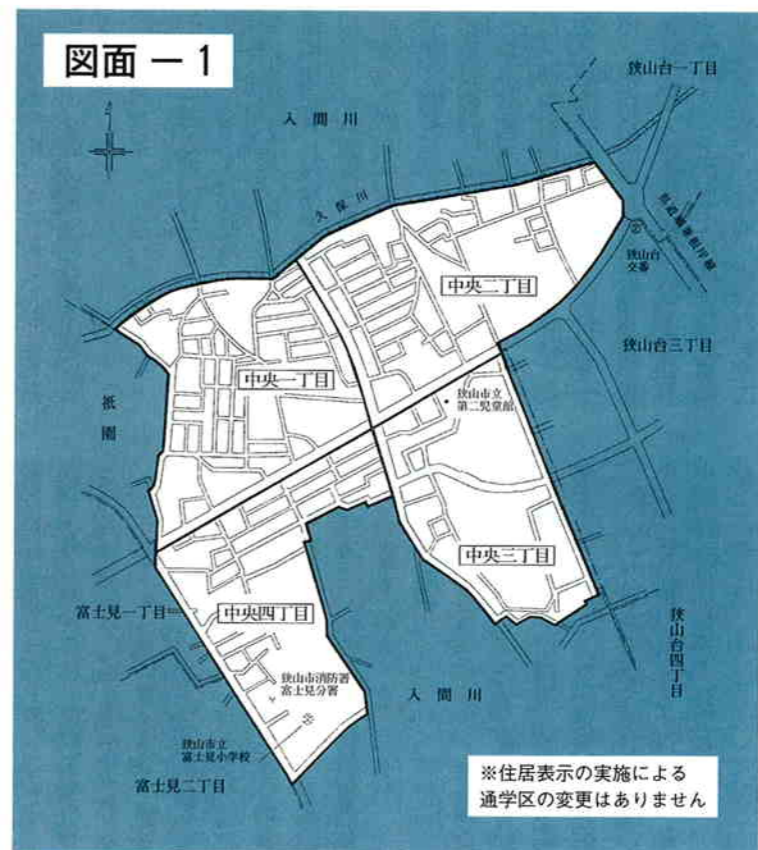 図面 － 1
狭山台一丁目
入間川
久保川
狭山台
交番
中央二丁目
狭山台三丁目
中央一丁目
狭山市立
第二児童館
祇園
中央三丁目
富士見一丁目
中央四丁目
狭山台四丁目
狭山市消防署
富士見分署
入間川
狭山市立
富士見小学校
富士見二丁目
※住居表示の実施による
通学区の変更はありません